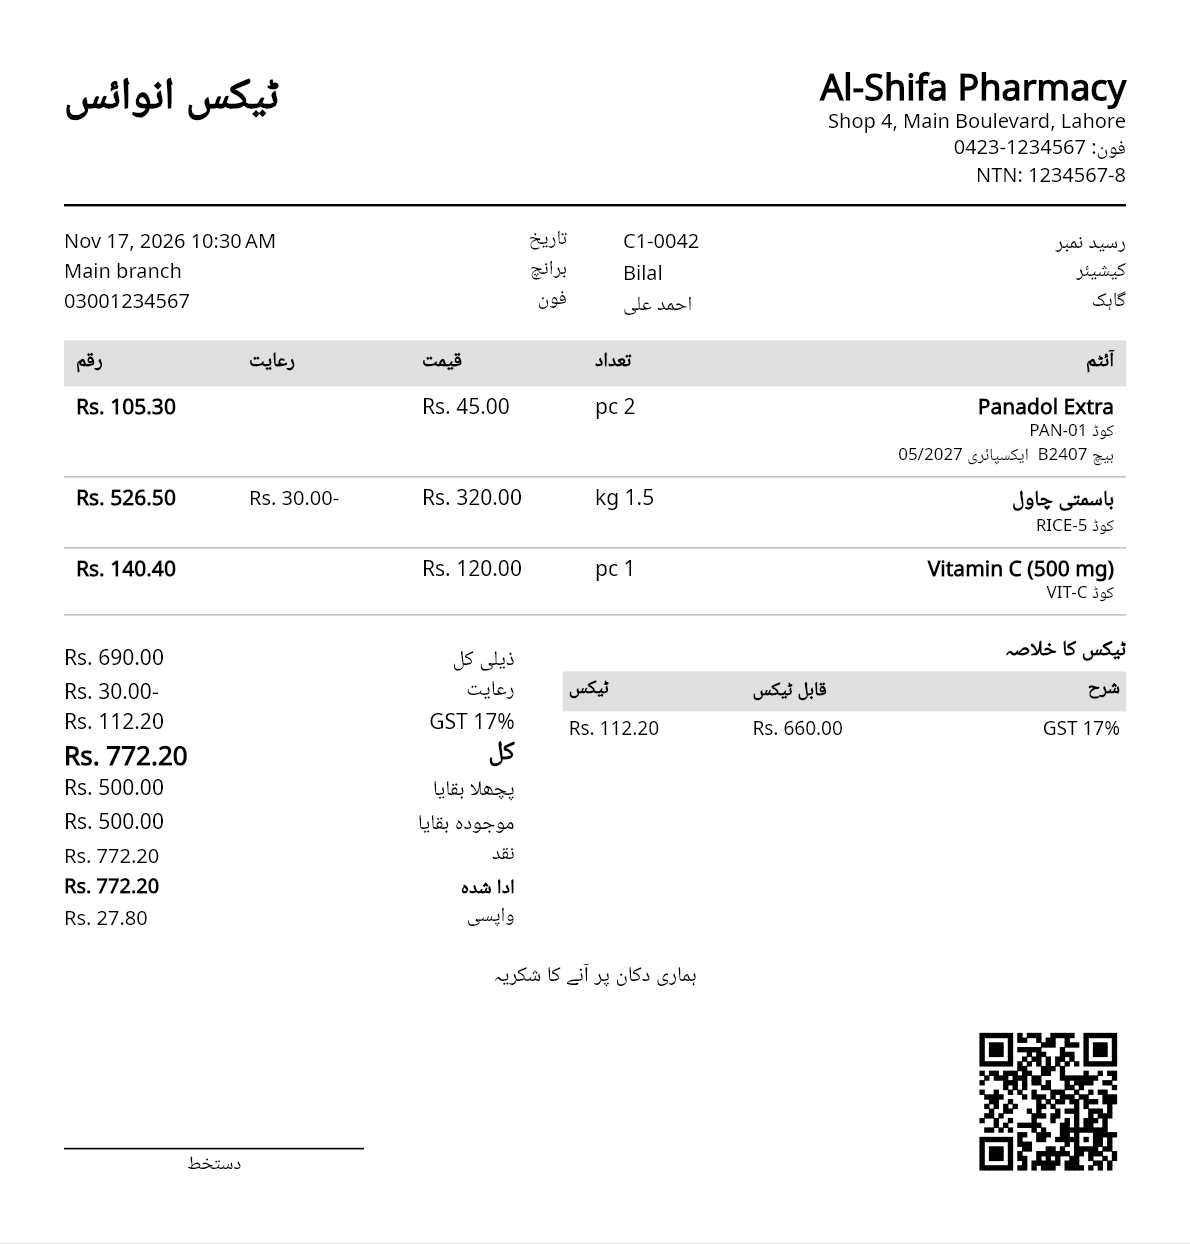 Al-Shifa Pharmacy
ٹیکس انوائس
Shop 4, Main Boulevard, Lahore
فون: 0423-1234567
NTN: 1234567-8
رسید نمبر C1-0042 تاریخ Nov 17, 2026 10:30 AM
کیشیئر Bilal برانچ Main branch
گاہک احمد علی فون 03001234567
آئٹم تعداد قیمت رعایت رقم
Panadol Extra 2 pc Rs. 45.00 Rs. 105.30
کوڈ PAN-01
بیچ B2407 ایکسپائری 05/2027
باسمتی چاول 1.5 kg Rs. 320.00 -Rs. 30.00 Rs. 526.50
کوڈ RICE-5
Vitamin C (500 mg) 1 pc Rs. 120.00 Rs. 140.40
کوڈ VIT-C
ٹیکس کا خلاصہ
شرح قابل ٹیکس ٹیکس
GST 17% Rs. 660.00 Rs. 112.20
ذیلی کل Rs. 690.00
رعایت -Rs. 30.00
GST 17% Rs. 112.20
کل Rs. 772.20
پچھلا بقایا Rs. 500.00
موجودہ بقایا Rs. 500.00
نقد Rs. 772.20
ادا شدہ Rs. 772.20
واپسی Rs. 27.80
ہماری دکان پر آنے کا شکریہ
دستخط